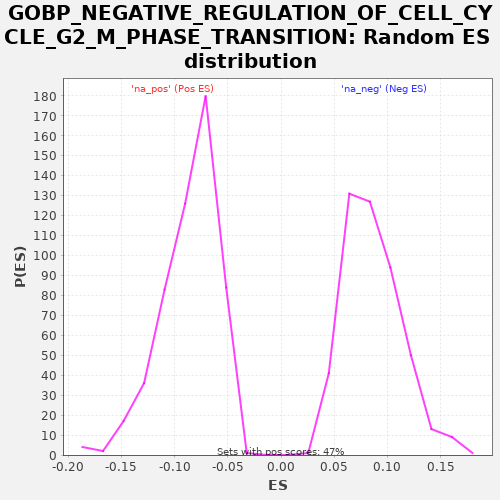 GOBP_NEGATIVE_REGULATION_OF_CELL_CY
CLE_G2_M_PHASE_TRANSITION: Random ES
distribution
'na_pos' (Pos ES)
'na_neg' (Neg ES)
180
170
160
150
140
130
120
110
100
90
80
70
60
50
40
30
20
10
0
P(ES)
Sets with pos scores: 47%
-0.20 -0.15 -0.10 -0.05 0.00 0.05 0.10 0.15
ES